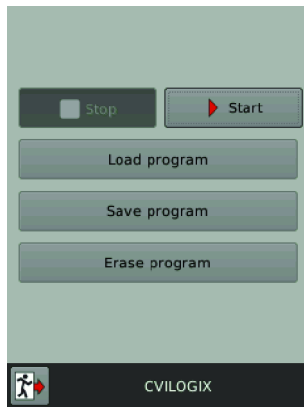 Stop
Start
Load program
Save program
Erase program
CVILOGIX